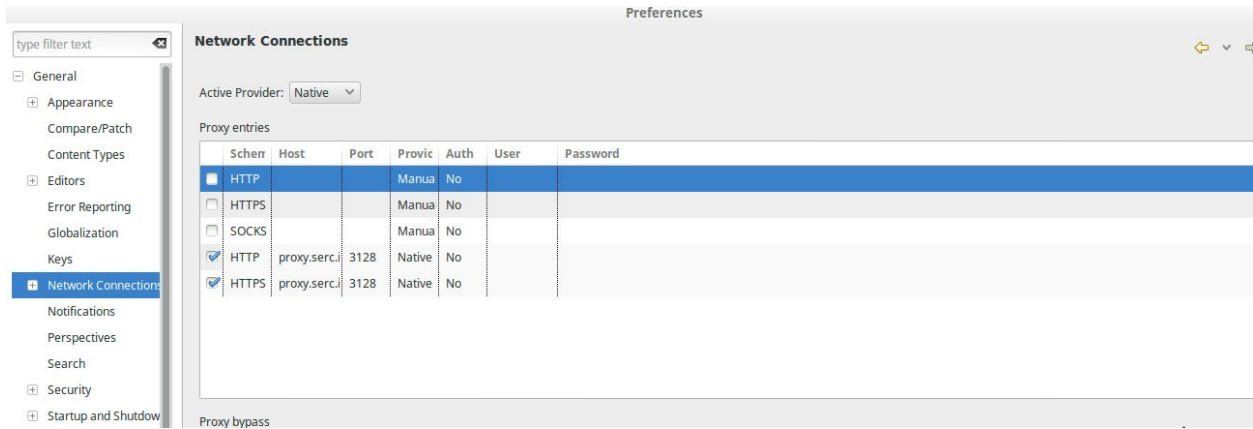 Preferences
type filter text
Network Connections
General
Appearance
Active Provider: Native
Compare/Patch
Proxy entries
Content Types
Schem Host Port Provic Auth User Password
Editors
HTTP Manua No
Error Reporting
HTTPS Manua No
Globalization
SOCKS Manua No
Keys
HTTP proxy.serc.i 3128 Native No
Network Connections
HTTPS proxy.serc.i 3128 Native No
Notifications
Perspectives
Search
Security
Startup and Shutdow
Proxy bypass